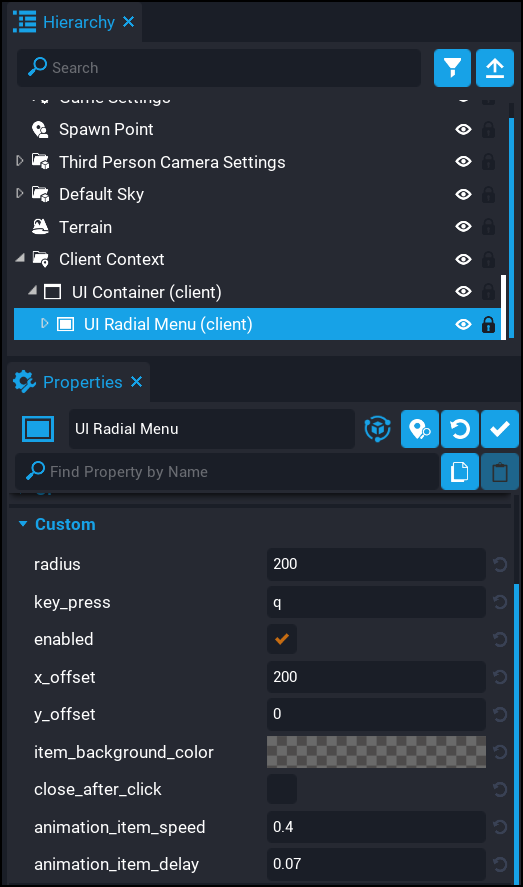 Hierarchy
Search
Game Settings
Spawn Point
Third Person Camera Settings
Default Sky
Terrain
Client Context
UI Container (client)
UI Radial Menu (client)
Properties
UI Radial Menu
Find Property by Name
Custom
radius 200
key_press q
enabled
x_offset 200
y_offset 0
item_background_color
close_after_click
animation_item_speed 0.4
animation_item_delay 0.07